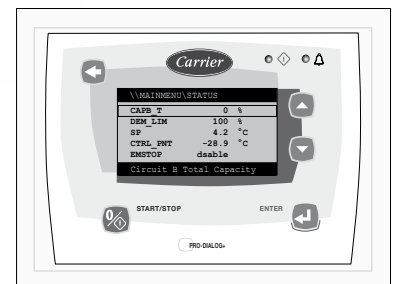 Carrier
\\MAINMENU\STATUS
CAPB_T 0 %
DEM_LIM 100 %
SP 4.2 °C
CTRL_PNT -28.9 °C
EMSTOP dsable
Circuit B Total Capacity
START/STOP
ENTER
PRO-DIALOG+